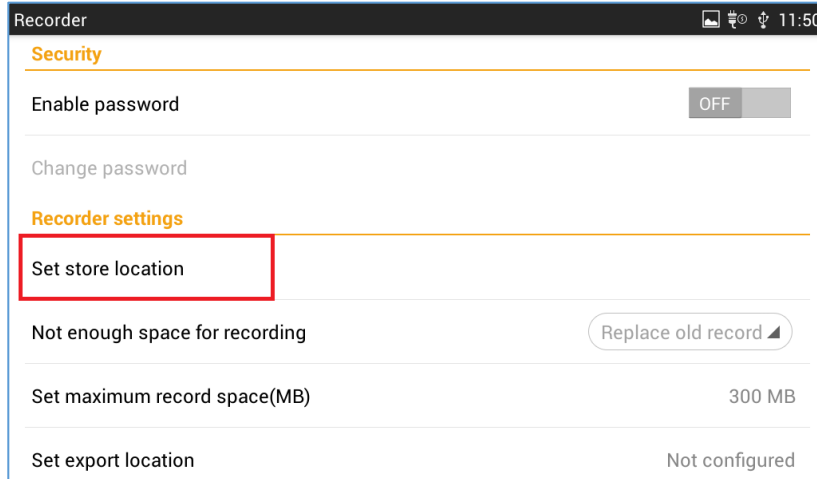 Recorder 11:50
Security
Enable password OFF
Change password
Recorder settings
Set store location
Not enough space for recording Replace old record
Set maximum record space(MB) 300 MB
Set export location Not configured